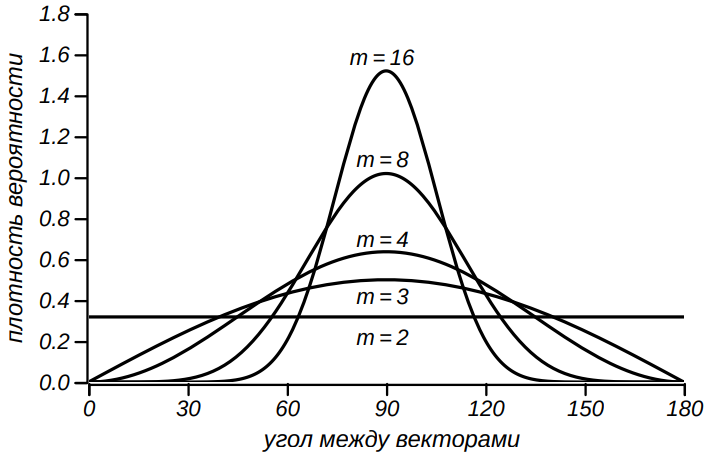 1.8
1.6
1.4
1.2
1.0
0.8
0.6
0.4
0.2
0.0
плотность вероятности
m = 16
m = 8
m = 4
m = 3
m = 2
0 30 60 90 120 150 180
угол между векторами